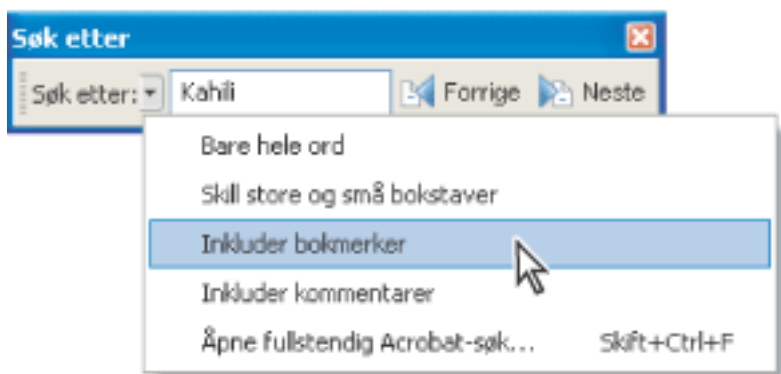 Søk etter
Søk etter: Kahili Forrige Neste
Bare hele ord
Skill store og små bokstaver
Inkluder bokmerker
Inkluder kommentarer
Åpne fullstendig Acrobat-søk... Skift+Ctrl+F